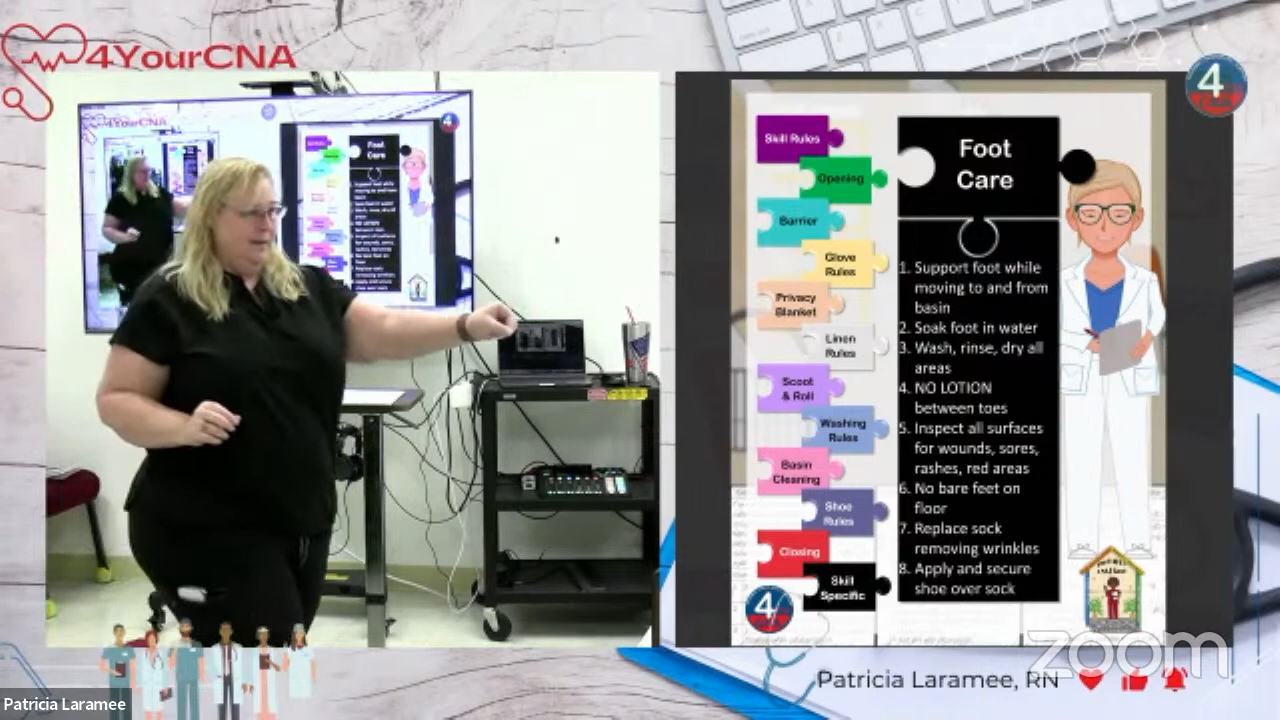 4YourCNA
4
4YourCNA
Foot
Care
Skill Rules
Opening
Barrier
Glove
Rules
Privacy
Blanket
Linen
Rules
Scoot
& Roll
Washing
Rules
Basin
Cleaning
Shoe
Rules
Closing
Skill
Specific
4
Foot
Care
1. Support foot while
moving to and from
basin
2. Soak foot in water
3. Wash, rinse, dry all
areas
4. NO LOTION
between toes
5. Inspect all surfaces
for wounds, sores,
rashes, red areas
6. No bare feet on
floor
7. Replace sock
removing wrinkles
8. Apply and secure
shoe over sock
zoom
Patricia Laramee, RN
Patricia Laramee